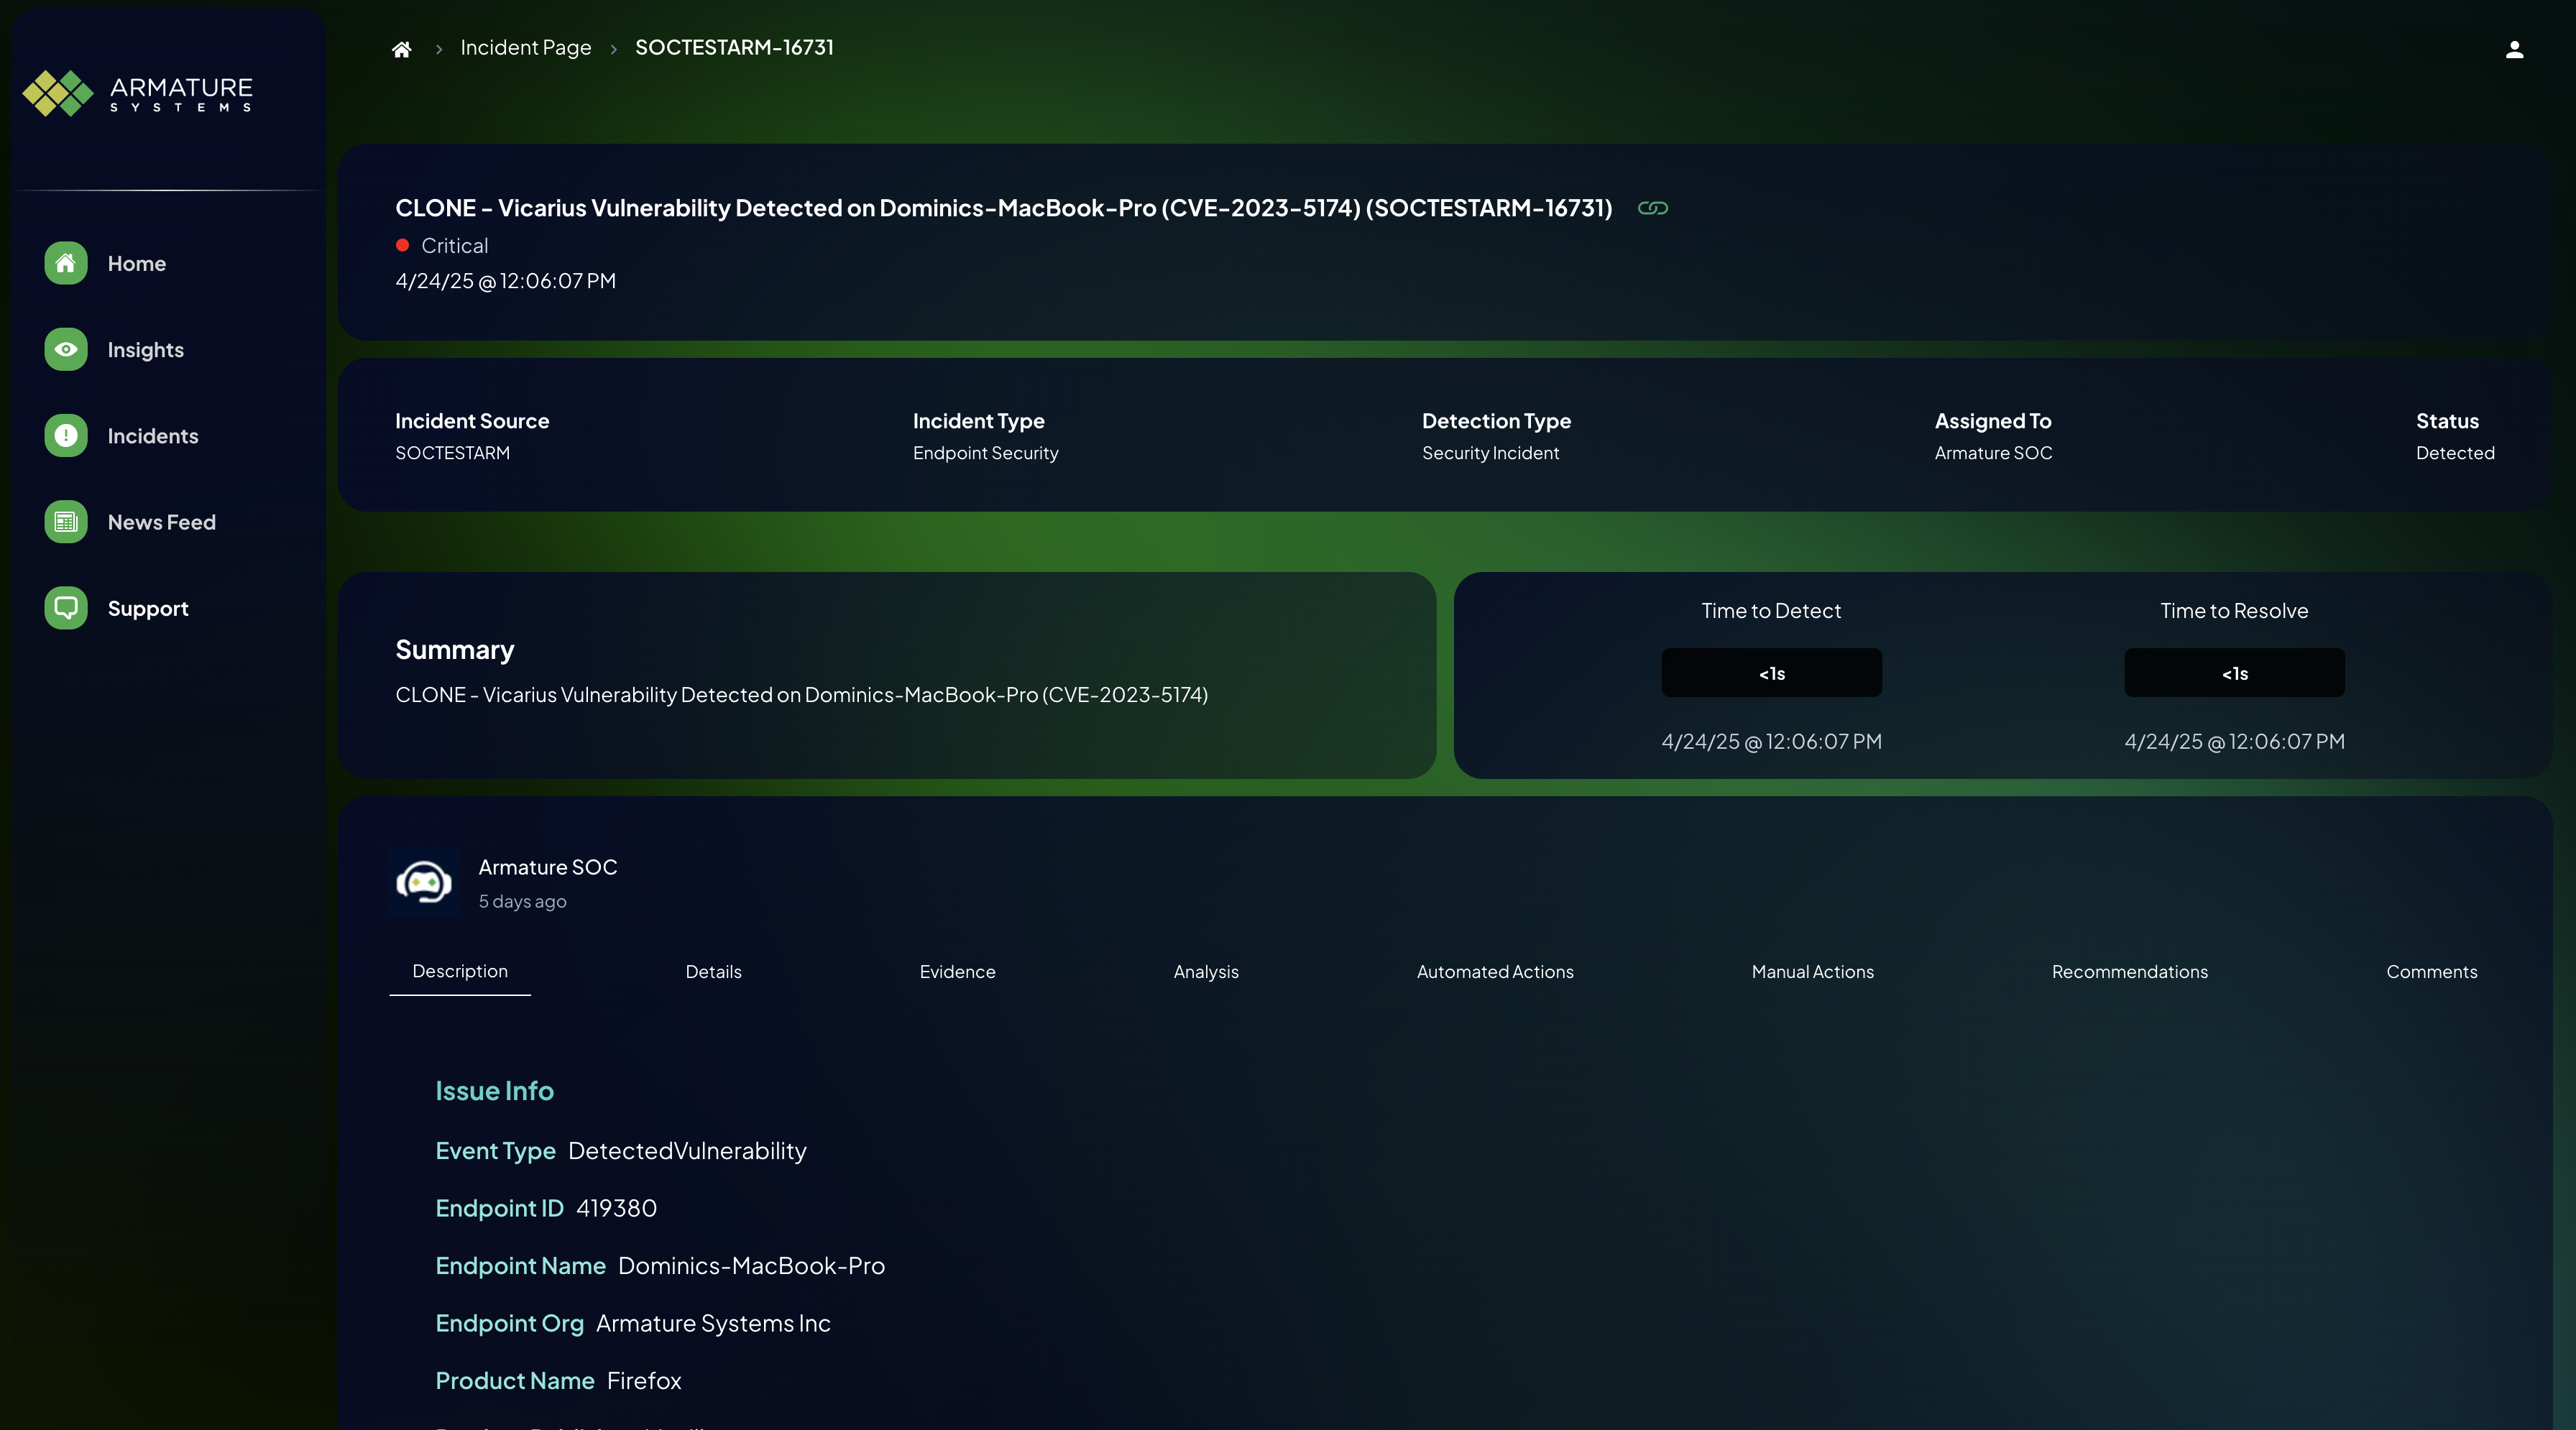 ARMATURE
SYSTEMS
Home
Insights
Incidents
News Feed
Support
Incident Page > SOCTESTARM-16731
CLONE - Vicarius Vulnerability Detected on Dominics-MacBook-Pro (CVE-2023-5174) (SOCTESTARM-16731)
Critical
4/24/25 @ 12:06:07 PM
Incident Source
SOCTESTARM
Incident Type
Endpoint Security
Detection Type
Security Incident
Assigned To
Armature SOC
Status
Detected
Summary
CLONE - Vicarius Vulnerability Detected on Dominics-MacBook-Pro (CVE-2023-5174)
Time to Detect
<1s
4/24/25 @ 12:06:07 PM
Time to Resolve
<1s
4/24/25 @ 12:06:07 PM
Armature SOC
5 days ago
Description Details Evidence Analysis Automated Actions Manual Actions Recommendations Comments
Issue Info
Event Type DetectedVulnerability
Endpoint ID 419380
Endpoint Name Dominics-MacBook-Pro
Endpoint Org Armature Systems Inc
Product Name Firefox